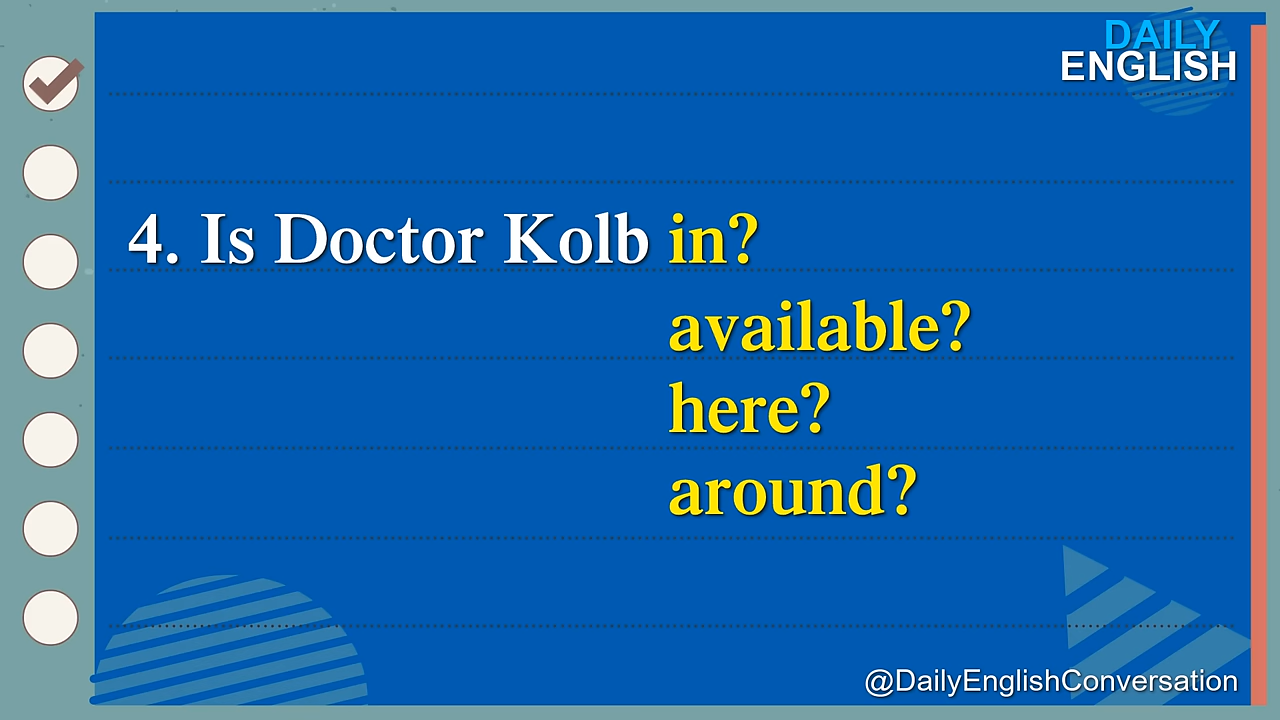 DAILY
ENGLISH
4. Is Doctor Kolb in?
available?
here?
around?
@DailyEnglishConversation